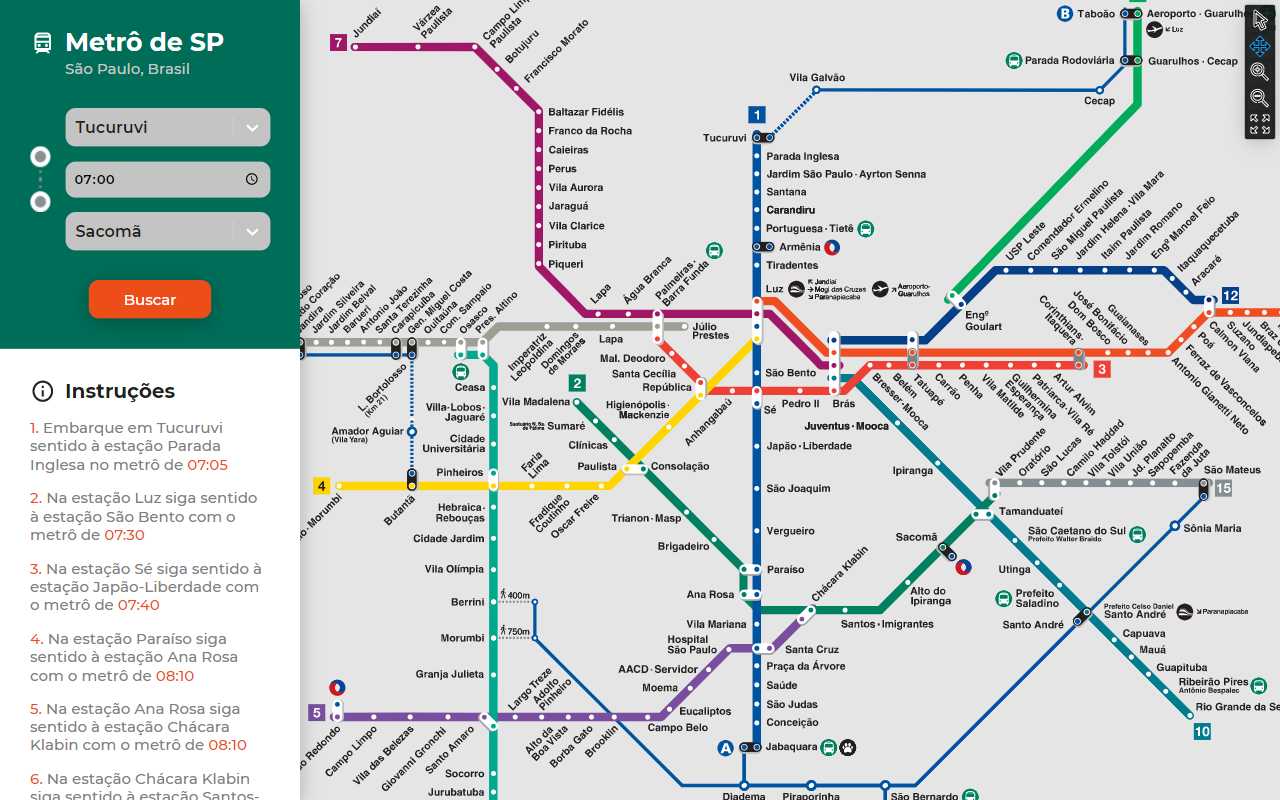 Metrô de SP
São Paulo, Brasil
Tucuruvi
07:00
Sacomã
Buscar
Instruções
1. Embarque em Tucuruvi
sentido à estação Parada
Inglesa no metrô de 07:05
2. Na estação Luz siga sentido
à estação São Bento com o
metrô de 07:30
3. Na estação Sé siga sentido à
estação Japão-Liberdade com
o metrô de 07:40
4. Na estação Paraíso siga
sentido à estação Ana Rosa
com o metrô de 08:10
5. Na estação Ana Rosa siga
sentido à estação Chácara
Klabin com o metrô de 08:10
6. Na estação Chácara Klabin
siga sentido à estação Santos-
7
Jundiaí
Várzea
Paulista
Campo Lim
Paulista
Botujuru
Francisco Morato
Baltazar Fidélis
Franco da Rocha
Caieiras
Perus
Vila Aurora
Jaraguá
Vila Clarice
Pirituba
Piqueri
Lapa
Água Branca
Palmeiras ·
Barra Funda
1
Tucuruvi
Parada Inglesa
Jardim São Paulo · Ayrton Senna
Santana
Carandiru
Portuguesa · Tietê
Armênia
Tiradentes
Luz
Jundiaí
Mogi das Cruzes
Paranapiacaba
Aeroporto-
Guarulhos
São Bento
Sé
Japão · Liberdade
São Joaquim
Vergueiro
Paraíso
Ana Rosa
Vila Mariana
Santa Cruz
Praça da Árvore
Saúde
São Judas
Conceição
A
Jabaquara
Diadema
Piraporinha
São Bernardo
Vila Galvão
Cecap
B
Taboão
Aeroporto · Guarulh
Luz
Parada Rodoviária
Guarulhos · Cecap
USP Leste
Comendador Ermelino
São Miguel Paulista
Jardim Helena · Vila Mara
Itaim Paulista
Jardim Romano
Engº Manoel Feio
Itaquaquecetuba
Aracaré
12
Engº
Goulart
Calmon Viana
Suzano
Jundiapeb
Braz
Poá
Ferraz de Vasconcelos
Antonio Gianetti Neto
Guaianases
José Bonifácio
Dom Bosco
Corinthians-
Itaquera
3
Artur Alvim
Patriarca · Vila Ré
Guilhermina
Esperança
Vila Matilde
Penha
Carrão
Tatuapé
Belém
Bresser · Mooca
Brás
Pedro II
Anhangabaú
República
Santa Cecília
Mal. Deodoro
Júlio
Prestes
Lapa
Domingos
de Moraes
Imperatriz
Leopoldina
Pres. Altino
Osasco
Com. Sampaio
Quitaúna
Gen. Miguel Costa
Carapicuíba
Santa Terezinha
Antonio João
Barueri
Jardim Belval
Jardim Silveira
do Coração
L. Bortolosso
(Km 21)
Amador Aguiar
(Vila Yara)
Butantã
Ceasa
Villa-Lobos ·
Jaguaré
Cidade
Universitária
Pinheiros
Hebraica ·
Rebouças
Cidade Jardim
Vila Olímpia
Berrini
400m
Morumbi
750m
Granja Julieta
Santo Amaro
Socorro
Jurubatuba
4
o Morumbi
Faria
Lima
Fradique
Coutinho
Oscar Freire
Paulista
Higienópolis ·
Mackenzie
2
Vila Madalena
Santuário N. Sra.
de Fátima
Sumaré
Clínicas
Consolação
Trianon · Masp
Brigadeiro
Chácara Klabin
Santos · Imigrantes
Alto do
Ipiranga
Sacomã
Tamanduateí
Vila Prudente
Oratório
São Lucas
Camilo Haddad
Vila Tolstói
Vila União
Jd. Planalto
Sapopemba
Fazenda
da Juta
São Mateus
15
Sônia Maria
Juventus · Mooca
Ipiranga
São Caetano do Sul
Prefeito Walter Braido
Utinga
Prefeito
Saladino
Santo André
Prefeito Celso Daniel
Santo André
Paranapiacaba
Capuava
Mauá
Guapituba
Ribeirão Pires
Antônio Bespalec
Rio Grande da Se
10
5
o Redondo
Campo Limpo
Vila das Belezas
Giovanni Gronchi
Largo Treze
Adolfo
Pinheiro
Alto da
Boa Vista
Borba Gato
Brooklin
Campo Belo
Eucaliptos
Moema
AACD · Servidor
Hospital
São Paulo